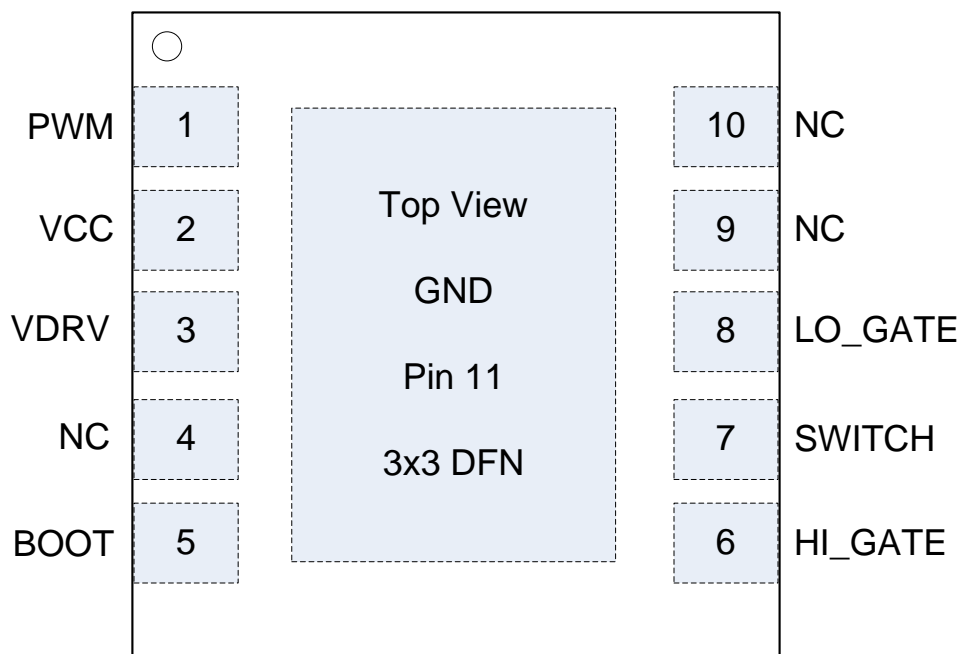 PWM 1 10 NC
Top View
VCC 2 9 NC
GND
VDRV 3 8 LO_GATE
Pin 11
NC 4 7 SWITCH
3x3 DFN
BOOT 5 6 HI_GATE